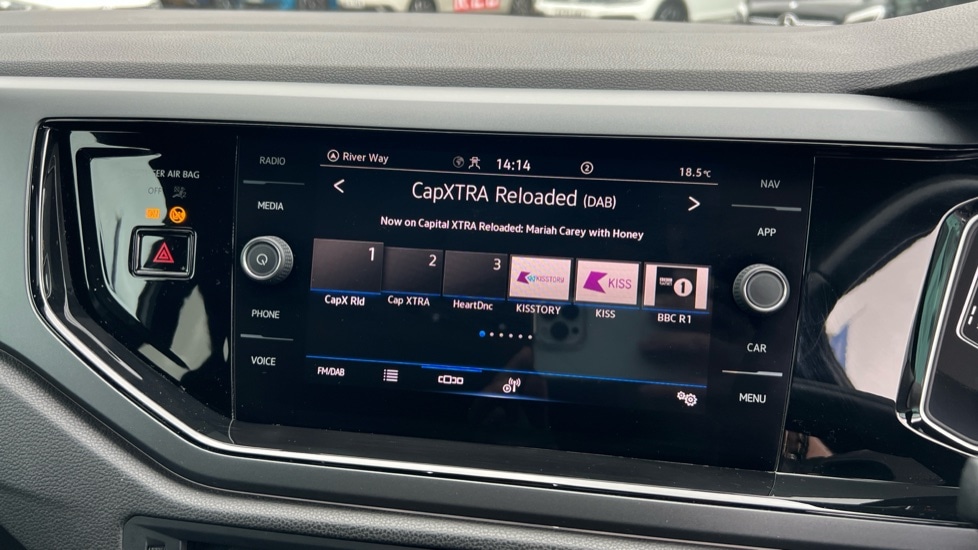 RADIO
MEDIA
PHONE
VOICE
AIR BAG
OFF
ON
River Way
14:14
2
18.5°C
CapXTRA Reloaded (DAB)
Now on Capital XTRA Reloaded: Mariah Carey with Honey
1
2
3
KISSTORY
KISS
1
CapX Rld
Cap XTRA
HeartDnc
KISSTORY
KISS
BBC R1
FM/DAB
NAV
APP
CAR
MENU